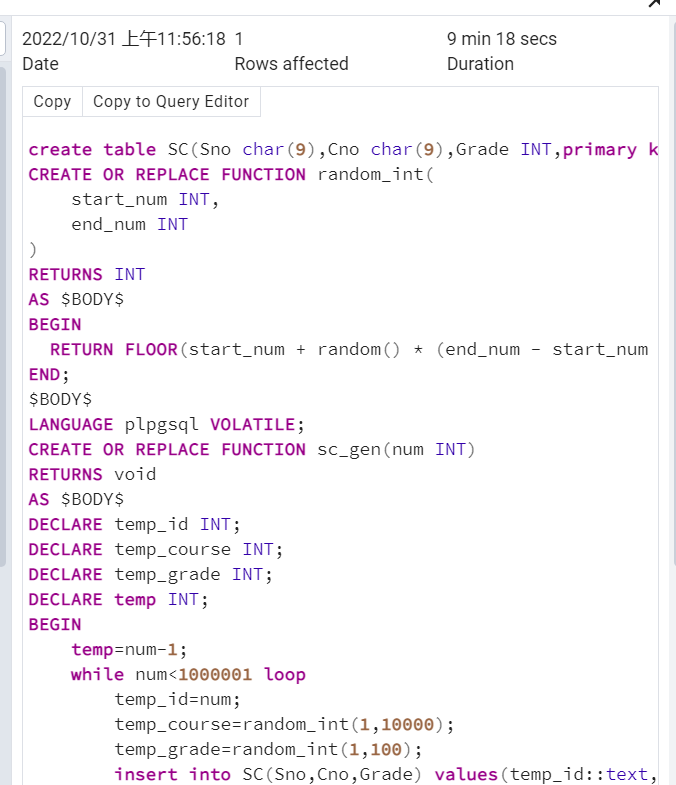 2022/10/31 上午11:56:18 1 9 min 18 secs
Date Rows affected Duration
Copy Copy to Query Editor
create table SC(Sno char(9),Cno char(9),Grade INT,primary k
CREATE OR REPLACE FUNCTION random_int(
    start_num INT,
    end_num INT
)
RETURNS INT
AS $BODY$
BEGIN
  RETURN FLOOR(start_num + random() * (end_num - start_num
END;
$BODY$
LANGUAGE plpgsql VOLATILE;
CREATE OR REPLACE FUNCTION sc_gen(num INT)
RETURNS void
AS $BODY$
DECLARE temp_id INT;
DECLARE temp_course INT;
DECLARE temp_grade INT;
DECLARE temp INT;
BEGIN
    temp=num-1;
    while num<1000001 loop
        temp_id=num;
        temp_course=random_int(1,10000);
        temp_grade=random_int(1,100);
        insert into SC(Sno,Cno,Grade) values(temp_id::text,